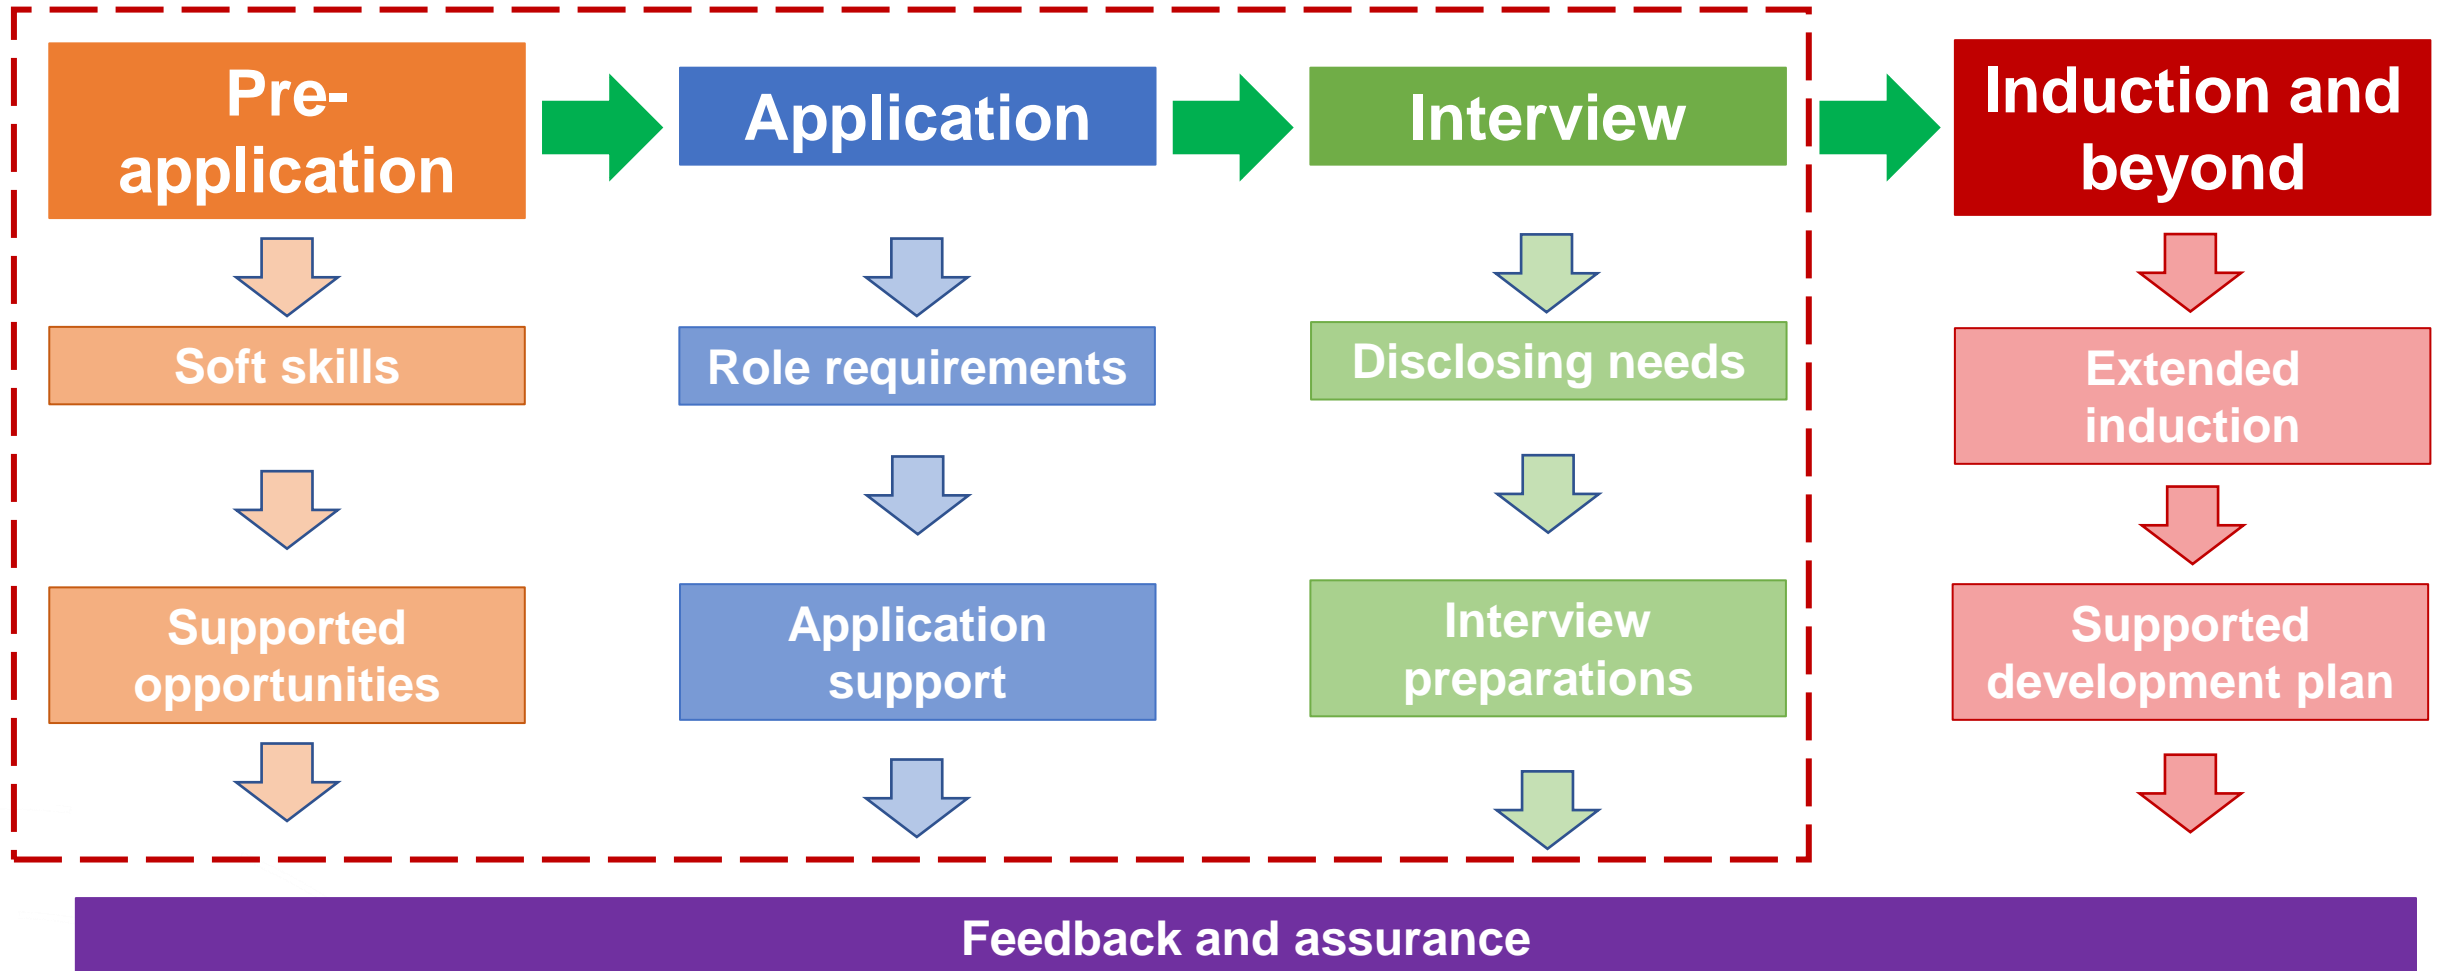 Pre-
application
Application
Interview
Induction and
beyond
Soft skills
Role requirements
Disclosing needs
Extended
induction
Supported
opportunities
Application
support
Interview
preparations
Supported
development plan
Feedback and assurance